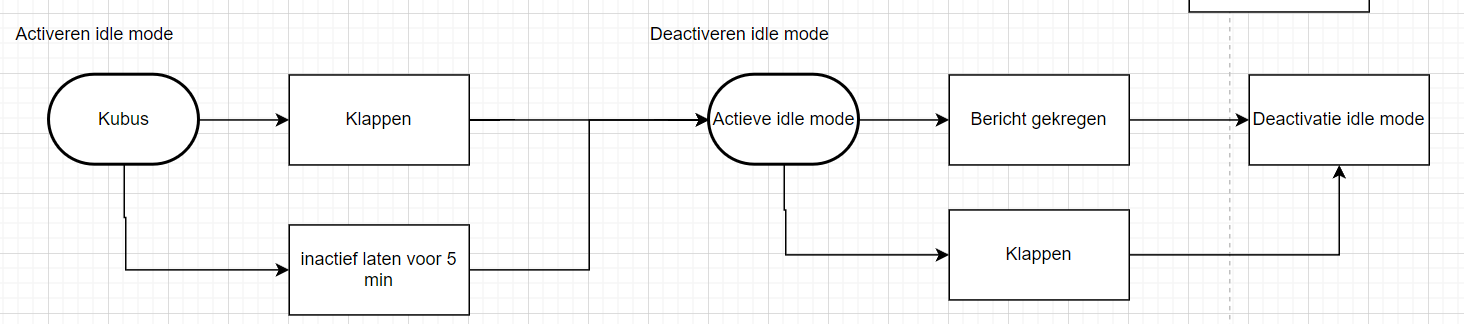 Activeren idle mode
Deactiveren idle mode
Kubus
Klappen
Actieve idle mode
Bericht gekregen
Deactivatie idle mode
inactief laten voor 5
min
Klappen